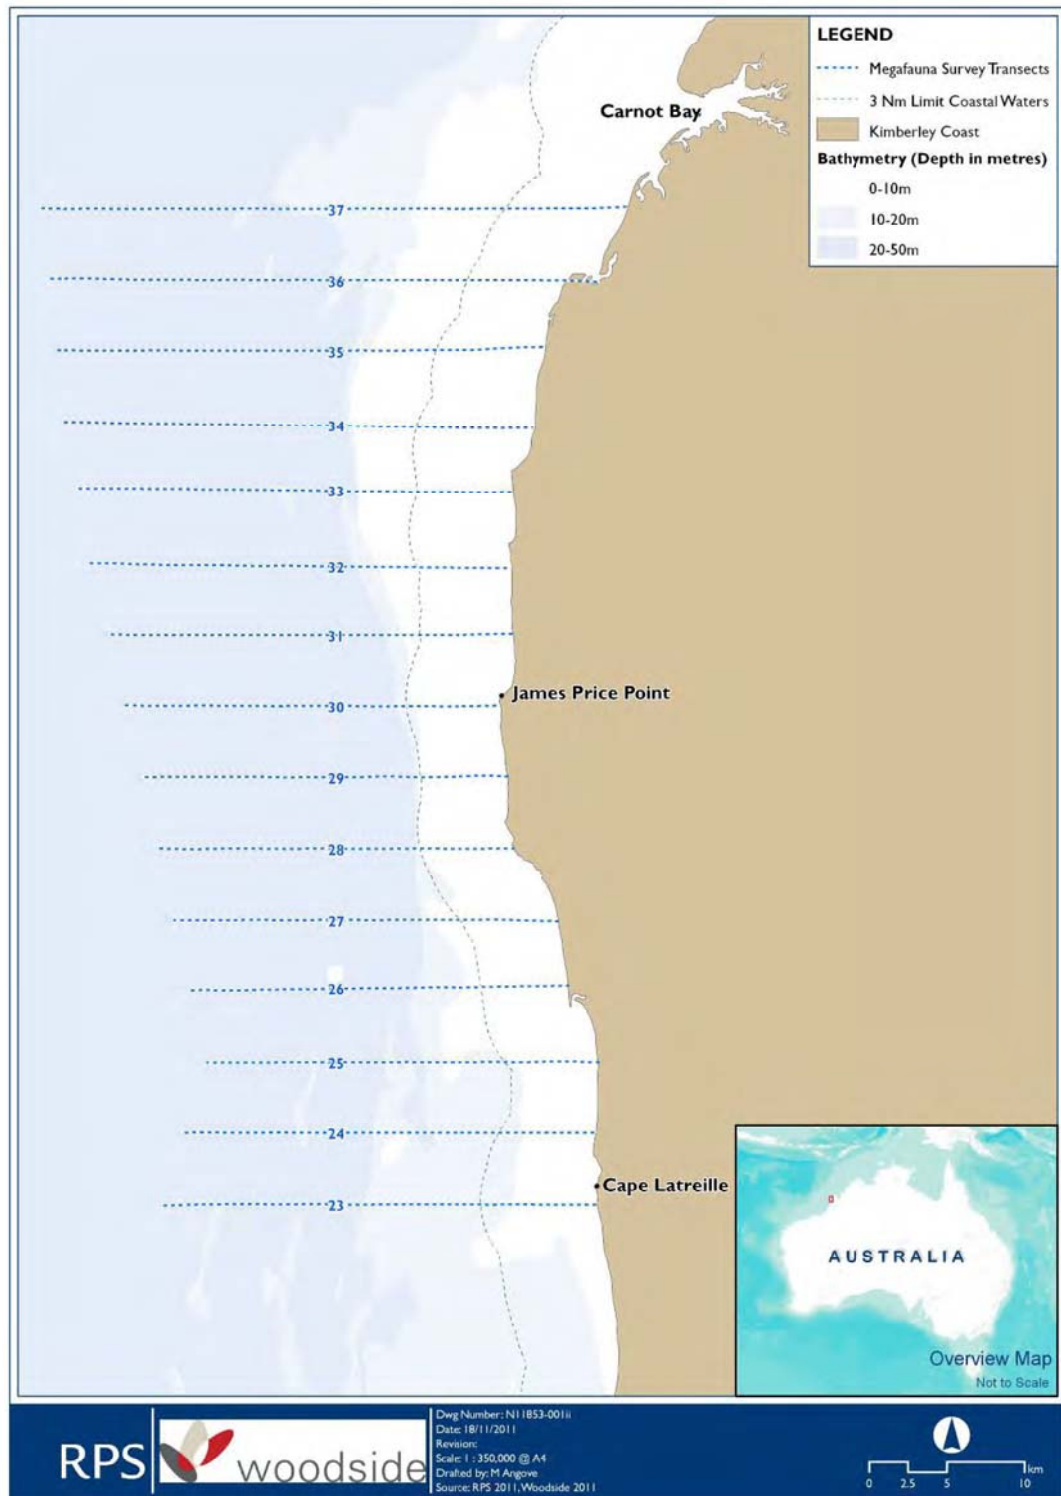 LEGEND
Megafauna Survey Transects
3 Nm Limit Coastal Waters
Kimberley Coast
Bathymetry (Depth in metres)
0-10m
10-20m
20-50m
Carnot Bay
37
36
35
34
33
32
31
James Price Point
30
29
28
27
26
25
24
Cape Latreille
23
AUSTRALIA
Overview Map
Not to Scale
RPS
woodside
Dwg Number: N11853-001ii
Date: 18/11/2011
Revision:
Scale: 1 : 350,000 @ A4
Drafted by: M Angove
Source: RPS 2011, Woodside 2011
km
0 2.5 5 10